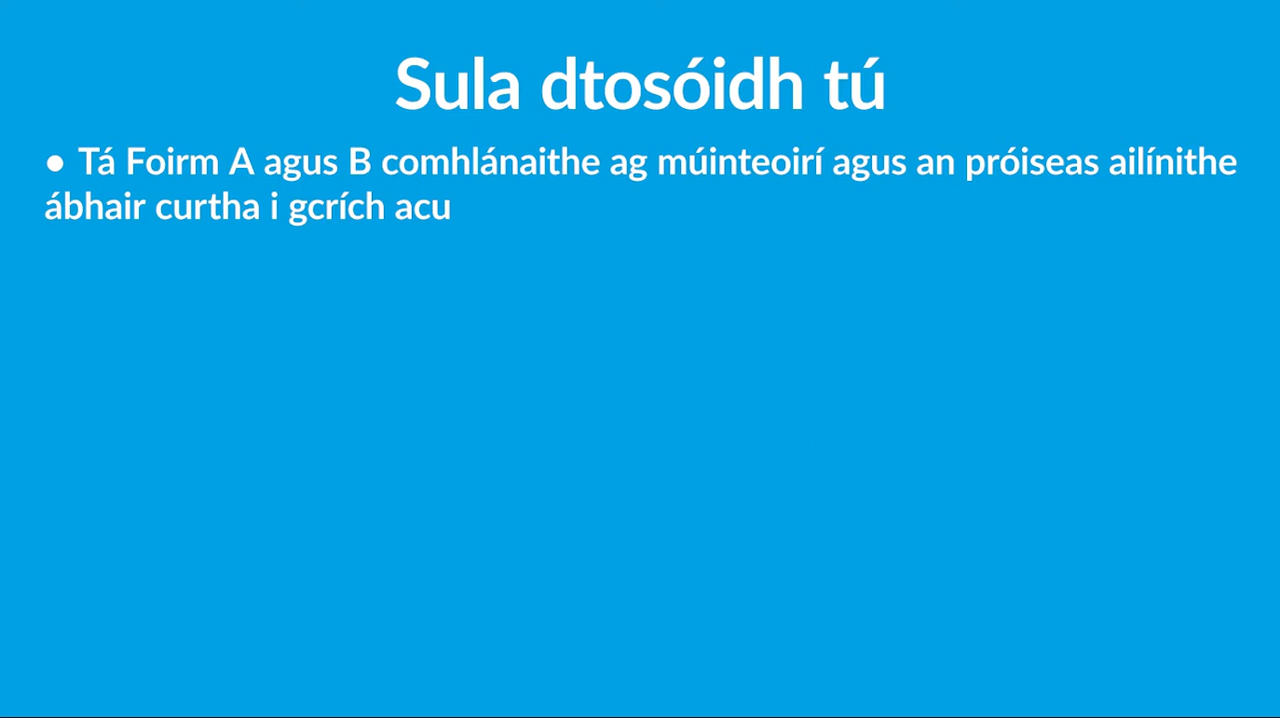 Sula dtosóidh tú
● Tá Foirm A agus B comhlánaithe ag múinteoirí agus an próiseas ailínithe
ábhair curtha i gcrích acu